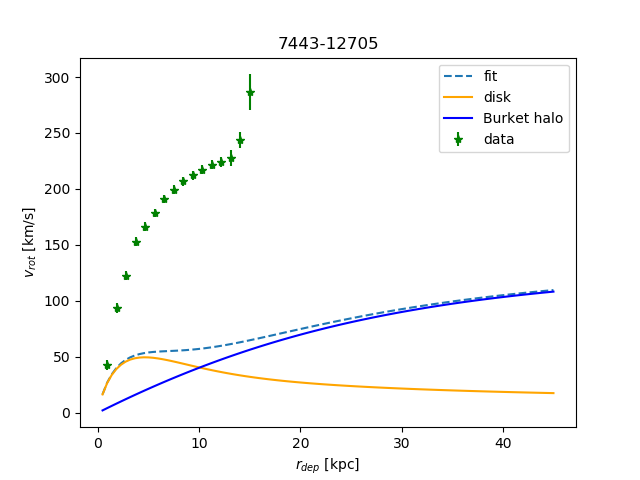 7443-12705
300
250
200
150
100
50
0
v_rot [km/s]
fit
disk
Burket halo
data
0 10 20 30 40
r_dep [kpc]